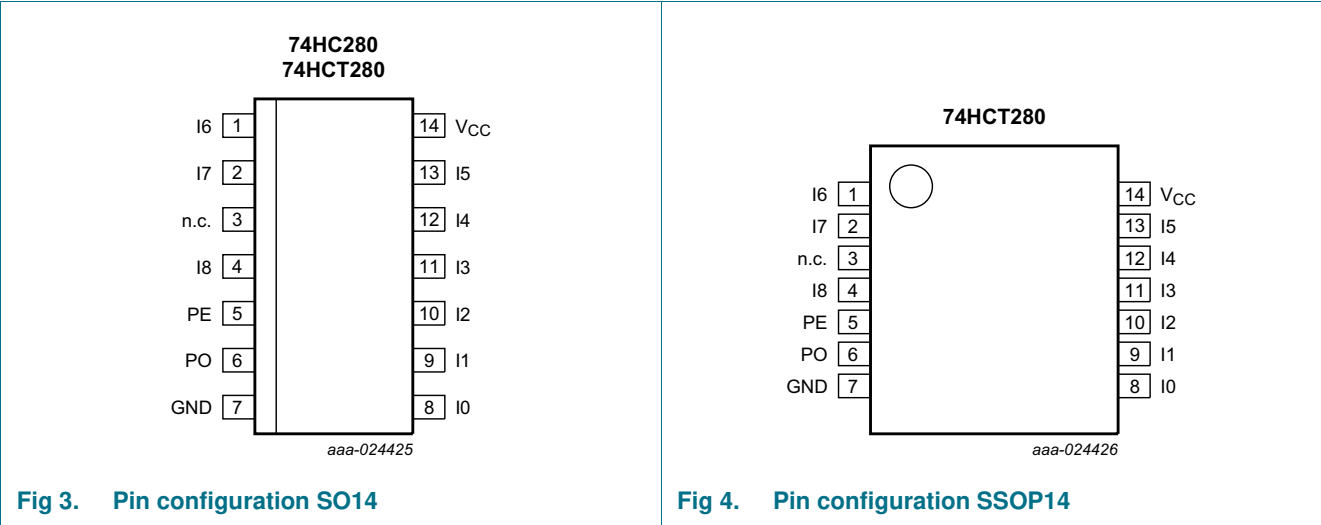 74HC280
74HCT280
I6 1 14 VCC
I7 2 13 I5
n.c. 3 12 I4
I8 4 11 I3
PE 5 10 I2
PO 6 9 I1
GND 7 8 I0
aaa-024425
Fig 3. Pin configuration SO14
74HCT280
I6 1 14 VCC
I7 2 13 I5
n.c. 3 12 I4
I8 4 11 I3
PE 5 10 I2
PO 6 9 I1
GND 7 8 I0
aaa-024426
Fig 4. Pin configuration SSOP14